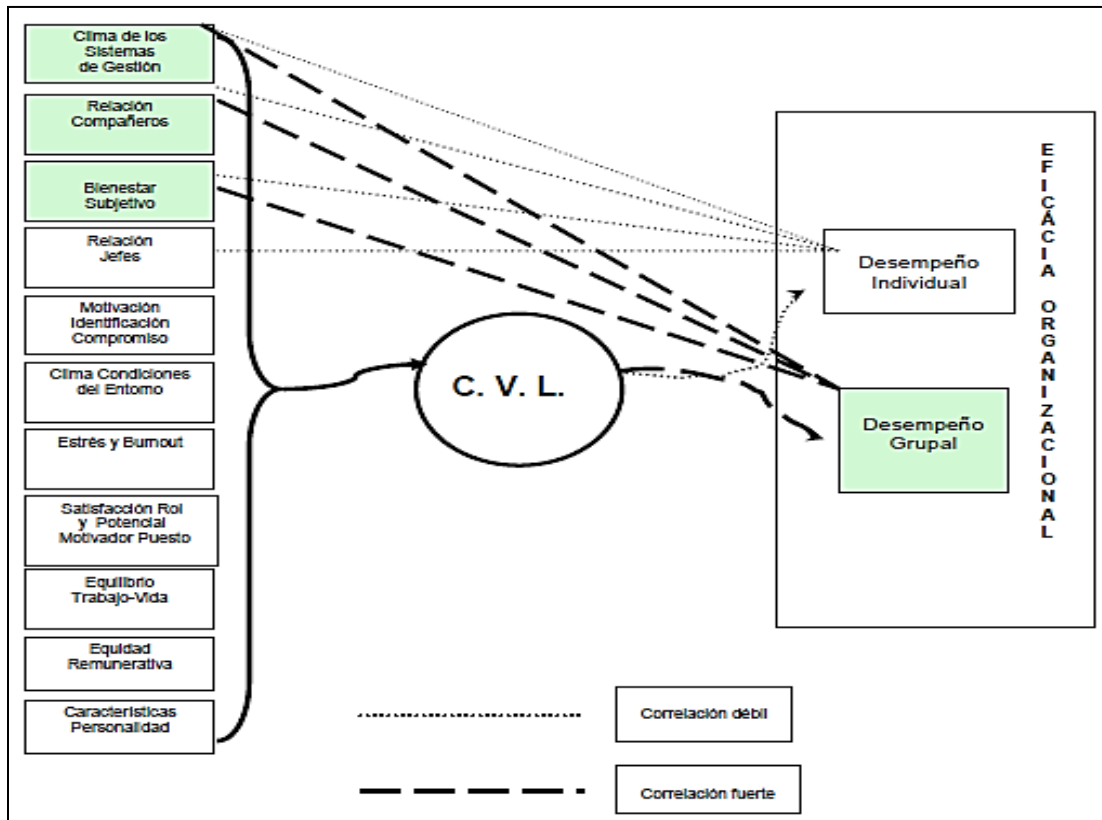 Clima de los
Sistemas
de Gestión
Relación
Compañeros
Bienestar
Subjetivo
Relación
Jefes
Motivación
Identificación
Compromiso
Clima Condiciones
del Entorno
Estrés y Burnout
Satisfacción Rol
y Potencial
Motivador Puesto
Equilibrio
Trabajo-Vida
Equidad
Remunerativa
Características
Personalidad
C. V. L.
Desempeño
Individual
Desempeño
Grupal
EFICÁCIA ORGANIZACIONAL
Correlación débil
Correlación fuerte